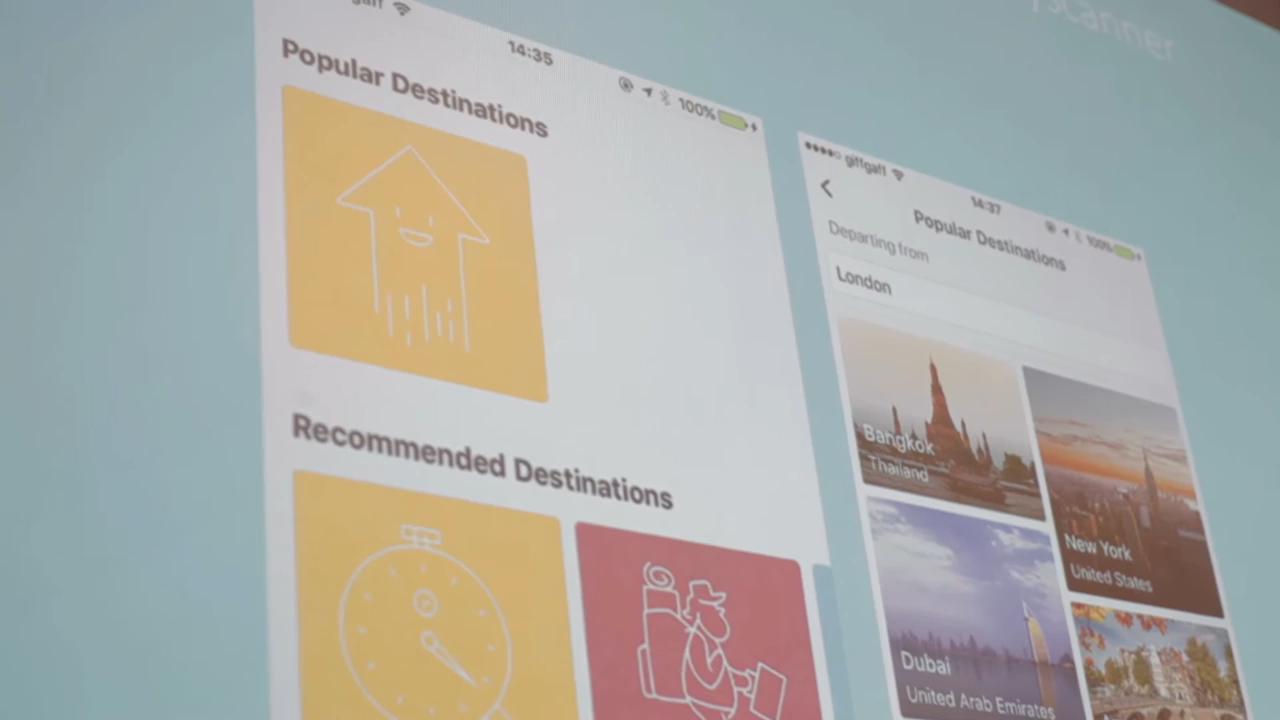 14:35
100%
Popular Destinations
Recommended Destinations
giffgaff
14:37
100%
Popular Destinations
Departing from
London
Bangkok
Thailand
New York
United States
Dubai
United Arab Emirates